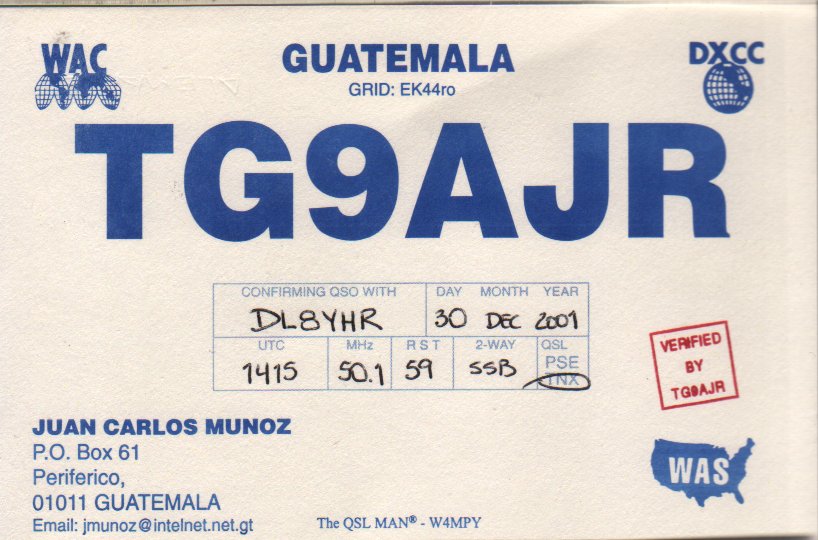 WAC
GUATEMALA
DXCC
GRID: EK44ro
TG9AJR
CONFIRMING QSO WITH DAY MONTH YEAR
DL8YHR 30 DEC 2001
UTC MHz RST 2-WAY QSL
1415 50.1 59 SSB PSE
TNX
VERIFIED
BY
TG9AJR
JUAN CARLOS MUNOZ
P.O. Box 61
Periferico,
01011 GUATEMALA
Email: jmunoz@intelnet.net.gt
The QSL MAN® - W4MPY
WAS